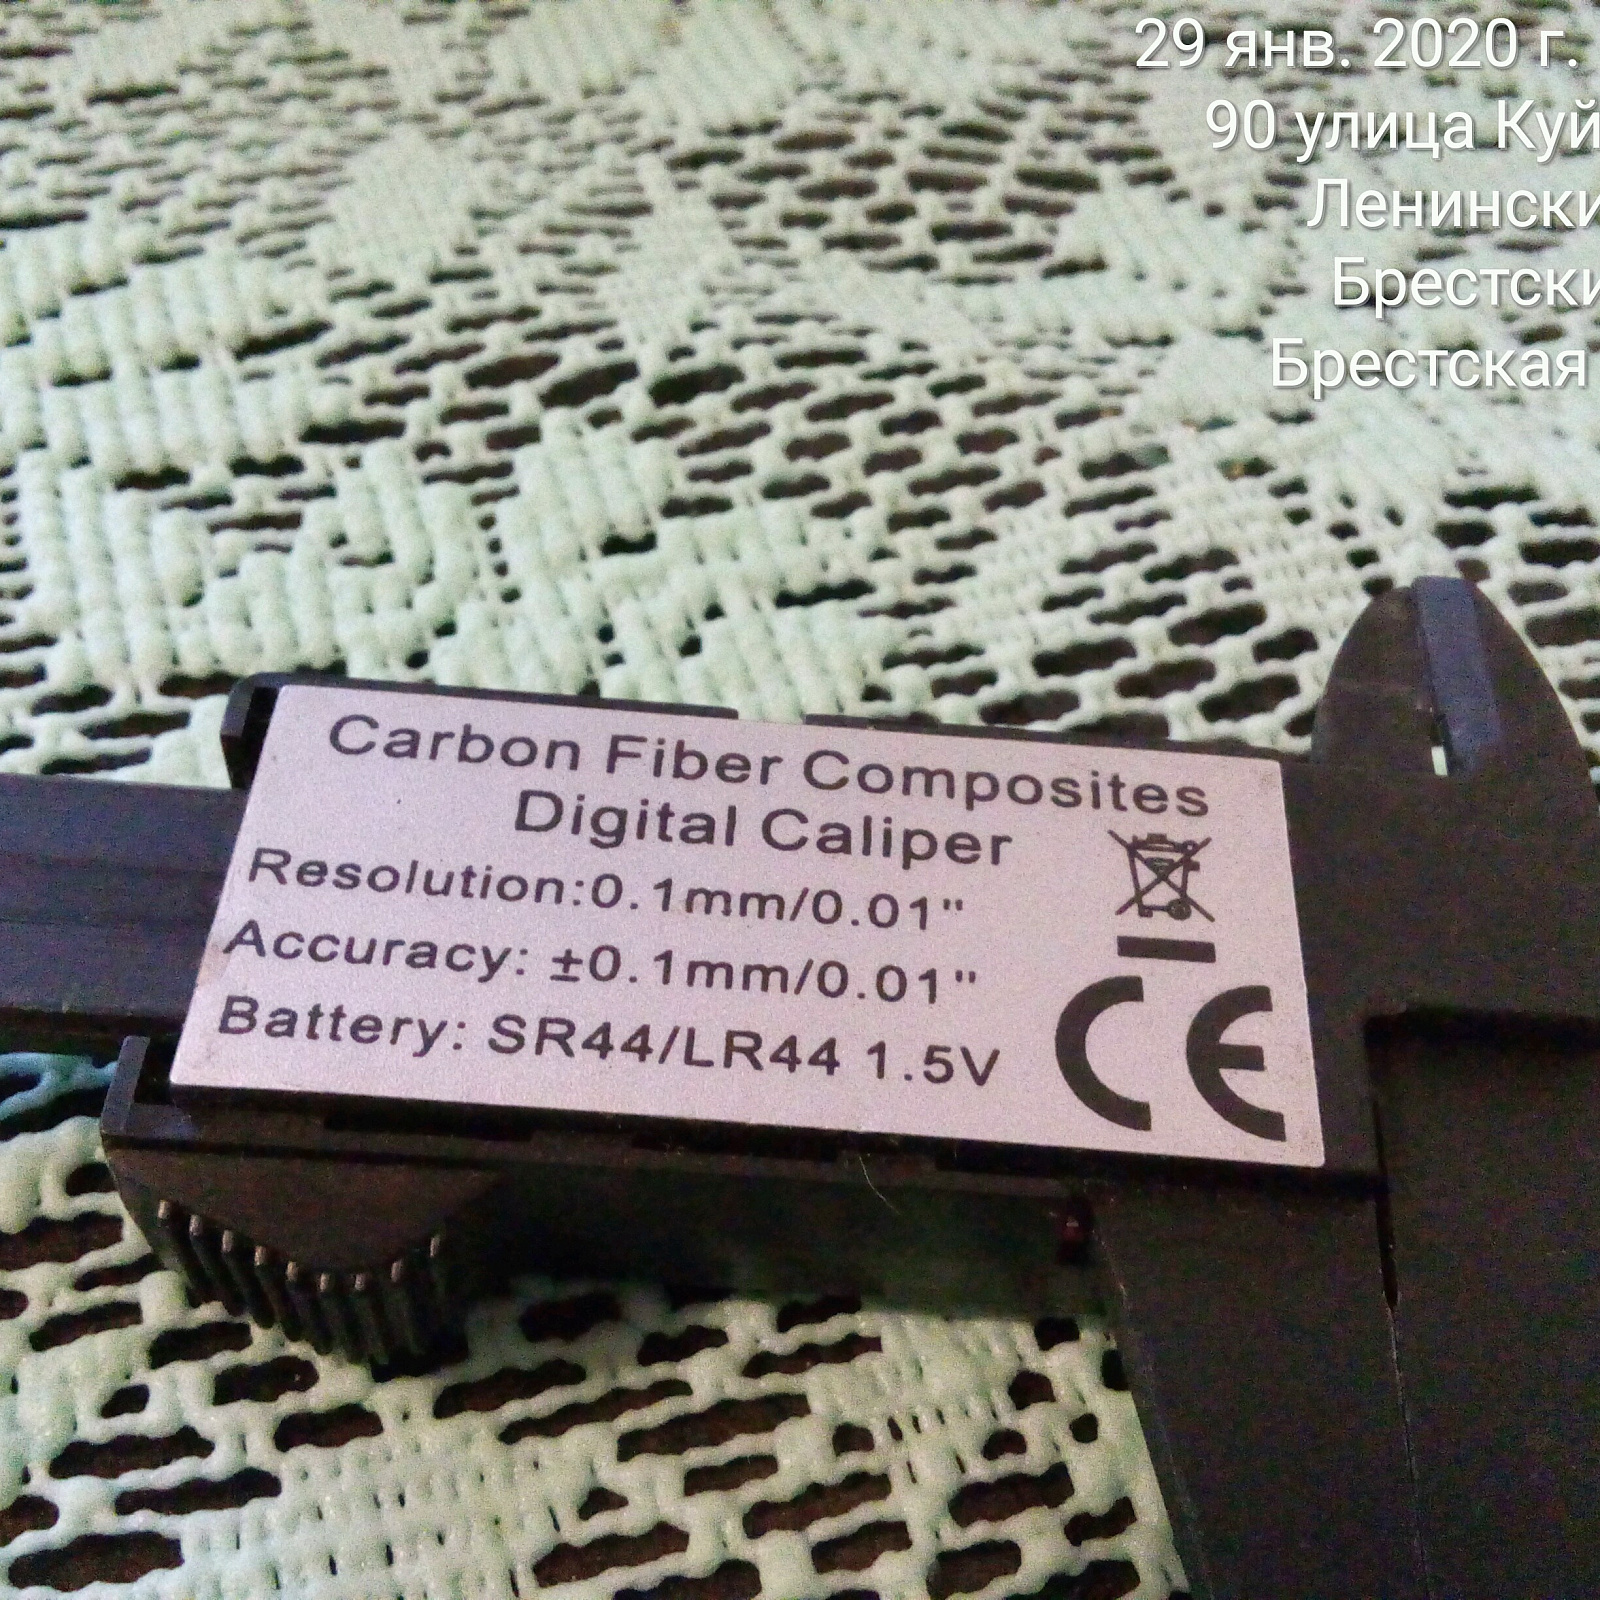 29 янв. 2020 г.
90 улица Куй
Ленински
Брестски
Брестская
Carbon Fiber Composites
Digital Caliper
Resolution:0.1mm/0.01"
Accuracy: ±0.1mm/0.01"
Battery: SR44/LR44 1.5V
CE